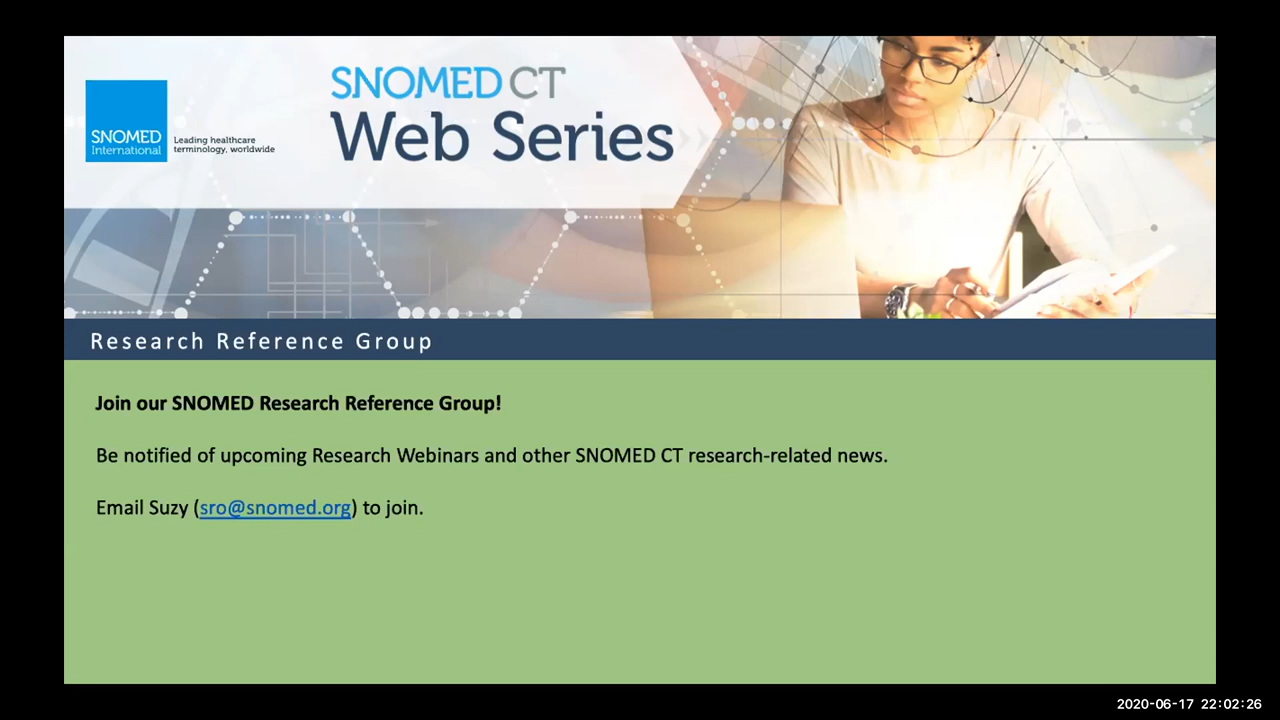 SNOMED CT
Web Series
SNOMED
International
Leading healthcare
terminology, worldwide
Research Reference Group
Join our SNOMED Research Reference Group!
Be notified of upcoming Research Webinars and other SNOMED CT research-related news.
Email Suzy (sro@snomed.org) to join.
2020-06-17 22:02:26